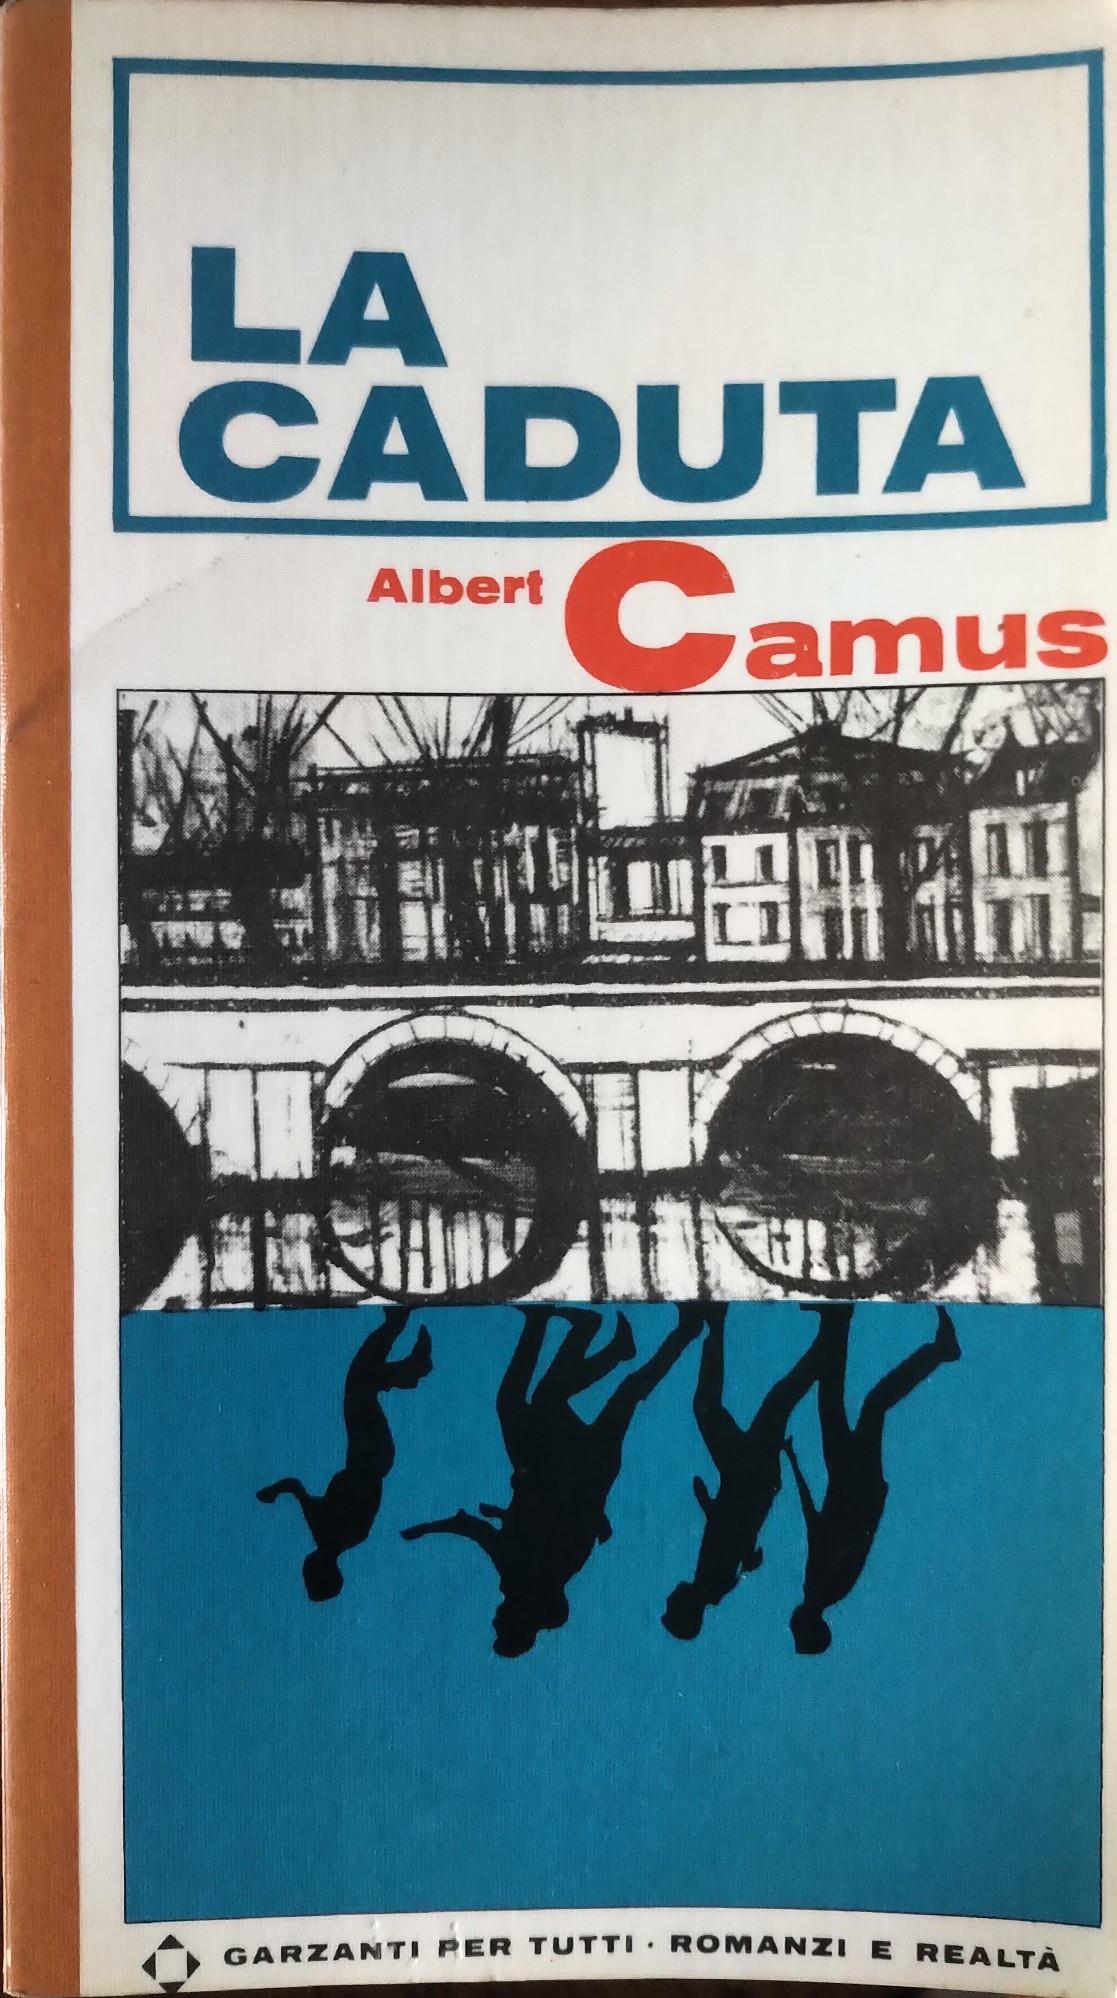 LA
CADUTA
Albert Camus
GARZANTI PER TUTTI · ROMANZI E REALTÀ